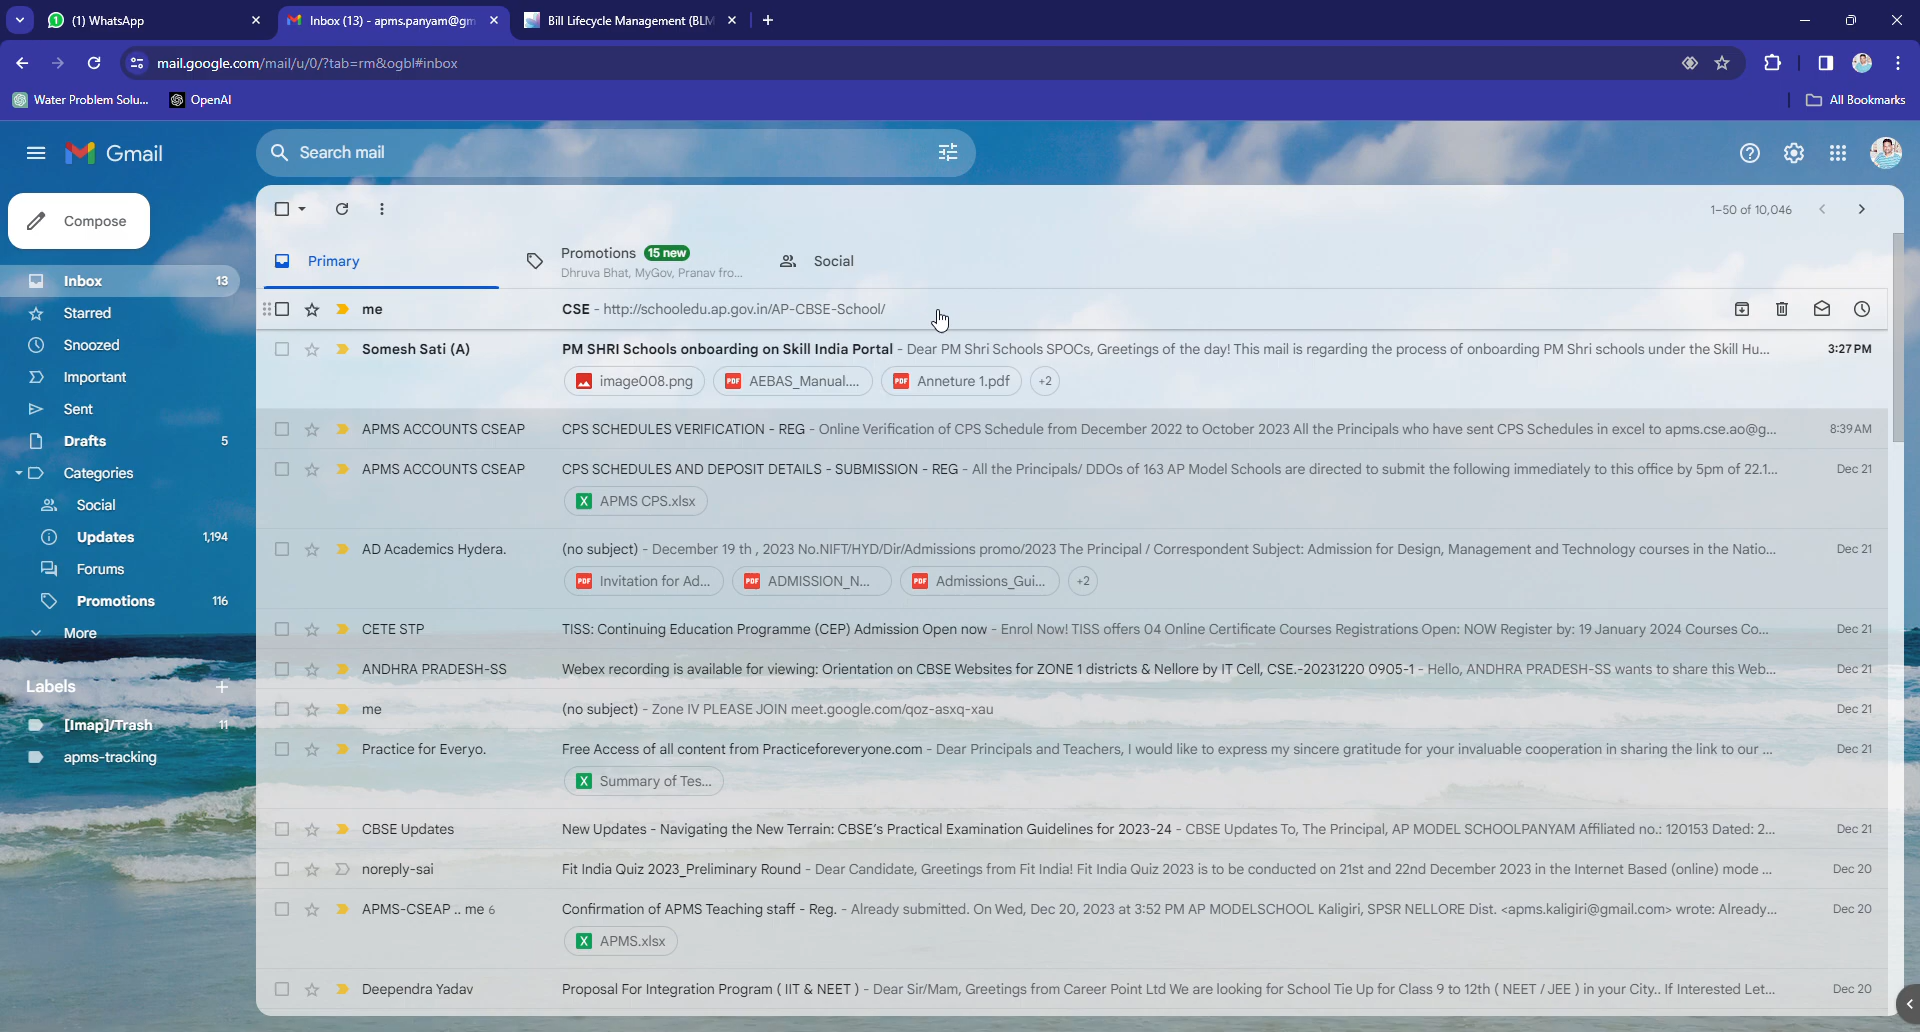 (1) WhatsApp
Inbox (13) - apms.panyam@gm
Bill Lifecycle Management (BLM
mail.google.com/mail/u/0/?tab=rm&ogbl#inbox
Water Problem Solu...
OpenAI
All Bookmarks
Gmail
Search mail
Compose
1–50 of 10,046
Primary
Promotions 15 new
Dhruva Bhat, MyGov, Pranav fro...
Social
Inbox 13
Starred
Snoozed
Important
Sent
Drafts 5
Categories
Social
Updates 1,194
Forums
Promotions 116
More
Labels
[Imap]/Trash 11
apms-tracking
me CSE - http://schooledu.ap.gov.in/AP-CBSE-School/
Somesh Sati (A) PM SHRI Schools onboarding on Skill India Portal - Dear PM Shri Schools SPOCs, Greetings of the day! This mail is regarding the process of onboarding PM Shri schools under the Skill Hu... 3:27 PM
image008.png PDF AEBAS_Manual.... PDF Anneture 1.pdf +2
APMS ACCOUNTS CSEAP CPS SCHEDULES VERIFICATION - REG - Online Verification of CPS Schedule from December 2022 to October 2023 All the Principals who have sent CPS Schedules in excel to apms.cse.ao@g... 8:39 AM
APMS ACCOUNTS CSEAP CPS SCHEDULES AND DEPOSIT DETAILS - SUBMISSION - REG - All the Principals/ DDOs of 163 AP Model Schools are directed to submit the following immediately to this office by 5pm of 22.1... Dec 21
X APMS CPS.xlsx
AD Academics Hydera. (no subject) - December 19 th , 2023 No.NIFT/HYD/Dir/Admissions promo/2023 The Principal / Correspondent Subject: Admission for Design, Management and Technology courses in the Natio... Dec 21
PDF Invitation for Ad... PDF ADMISSION_N... PDF Admissions_Gui... +2
CETE STP TISS: Continuing Education Programme (CEP) Admission Open now - Enrol Now! TISS offers 04 Online Certificate Courses Registrations Open: NOW Register by: 19 January 2024 Courses Co... Dec 21
ANDHRA PRADESH-SS Webex recording is available for viewing: Orientation on CBSE Websites for ZONE 1 districts & Nellore by IT Cell, CSE.-20231220 0905-1 - Hello, ANDHRA PRADESH-SS wants to share this Web... Dec 21
me (no subject) - Zone IV PLEASE JOIN meet.google.com/qoz-asxq-xau Dec 21
Practice for Everyo. Free Access of all content from Practiceforeveryone.com - Dear Principals and Teachers, I would like to express my sincere gratitude for your invaluable cooperation in sharing the link to our ... Dec 21
X Summary of Tes...
CBSE Updates New Updates - Navigating the New Terrain: CBSE's Practical Examination Guidelines for 2023-24 - CBSE Updates To, The Principal, AP MODEL SCHOOLPANYAM Affiliated no.: 120153 Dated: 2... Dec 21
noreply-sai Fit India Quiz 2023_Preliminary Round - Dear Candidate, Greetings from Fit India! Fit India Quiz 2023 is to be conducted on 21st and 22nd December 2023 in the Internet Based (online) mode ... Dec 20
APMS-CSEAP .. me 6 Confirmation of APMS Teaching staff - Reg. - Already submitted. On Wed, Dec 20, 2023 at 3:52 PM AP MODELSCHOOL Kaligiri, SPSR NELLORE Dist. <apms.kaligiri@gmail.com> wrote: Already... Dec 20
X APMS.xlsx
Deependra Yadav Proposal For Integration Program ( IIT & NEET ) - Dear Sir/Mam, Greetings from Career Point Ltd We are looking for School Tie Up for Class 9 to 12th ( NEET / JEE ) in your City.. If Interested Let... Dec 20